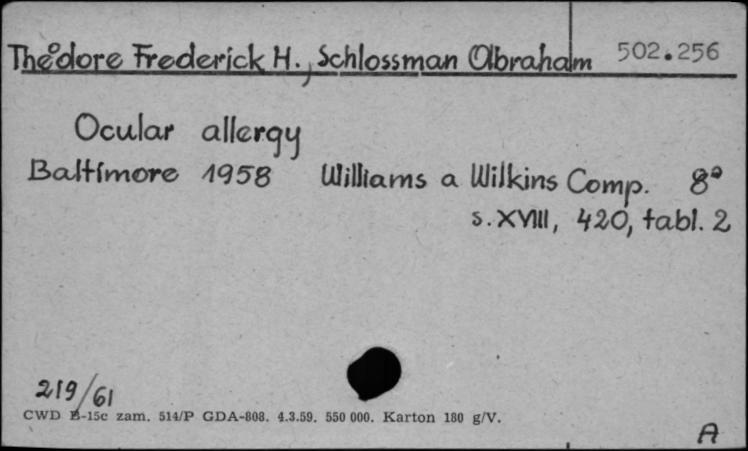 Theodore Frederick H., Schlossman Abraham 502.256
Ocular allergy
Baltimore 1958 Williams a Wilkins Comp. 8°
s. XVIII, 420, tabl. 2
219/61
CWD B-15c zam. 514/P GDA-808. 4.3.59. 550 000. Karton 180 g/V.
A